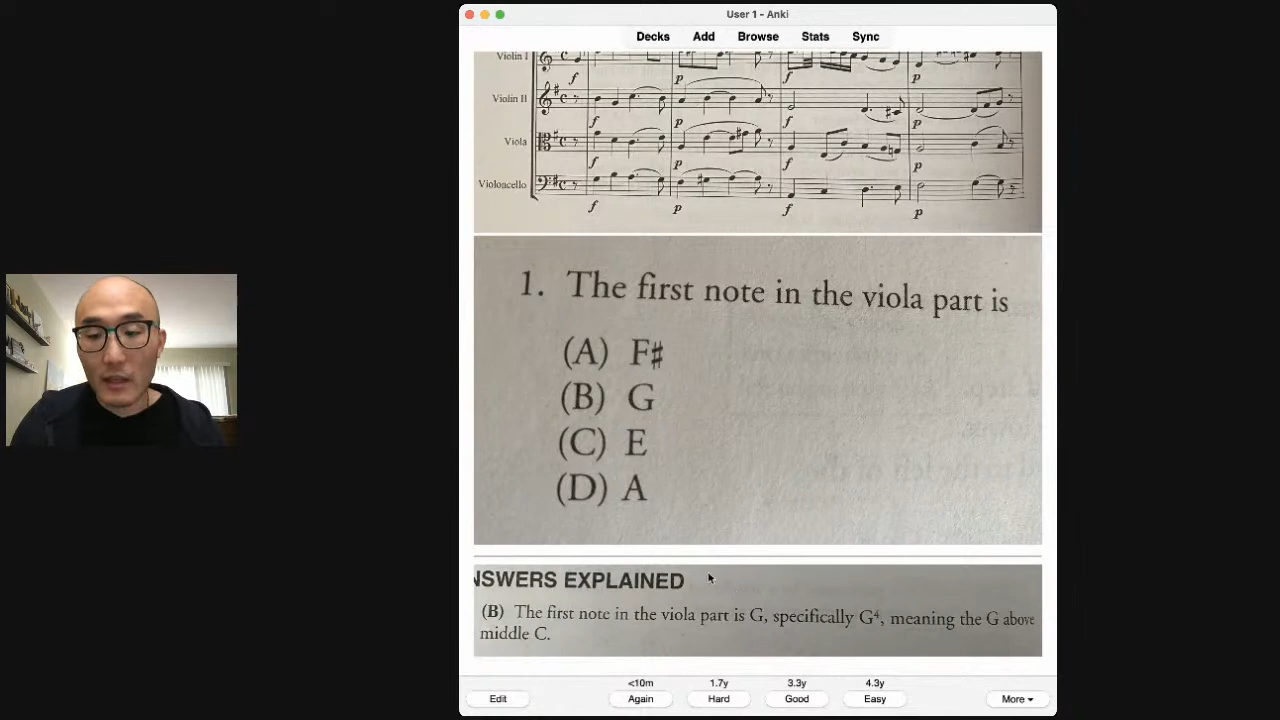 User 1 - Anki
Decks Add Browse Stats Sync
Violin I
f p f p
Violin II
f p f p
Viola
f p f p
Violoncello
f p f p
1. The first note in the viola part is
(A) F♯
(B) G
(C) E
(D) A
NSWERS EXPLAINED
(B) The first note in the viola part is G, specifically G⁴, meaning the G above
middle C.
<10m 1.7y 3.3y 4.3y
Edit Again Hard Good Easy More